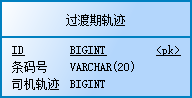 过渡期轨迹
ID BIGINT <pk>
条码号 VARCHAR(20)
司机轨迹 BIGINT